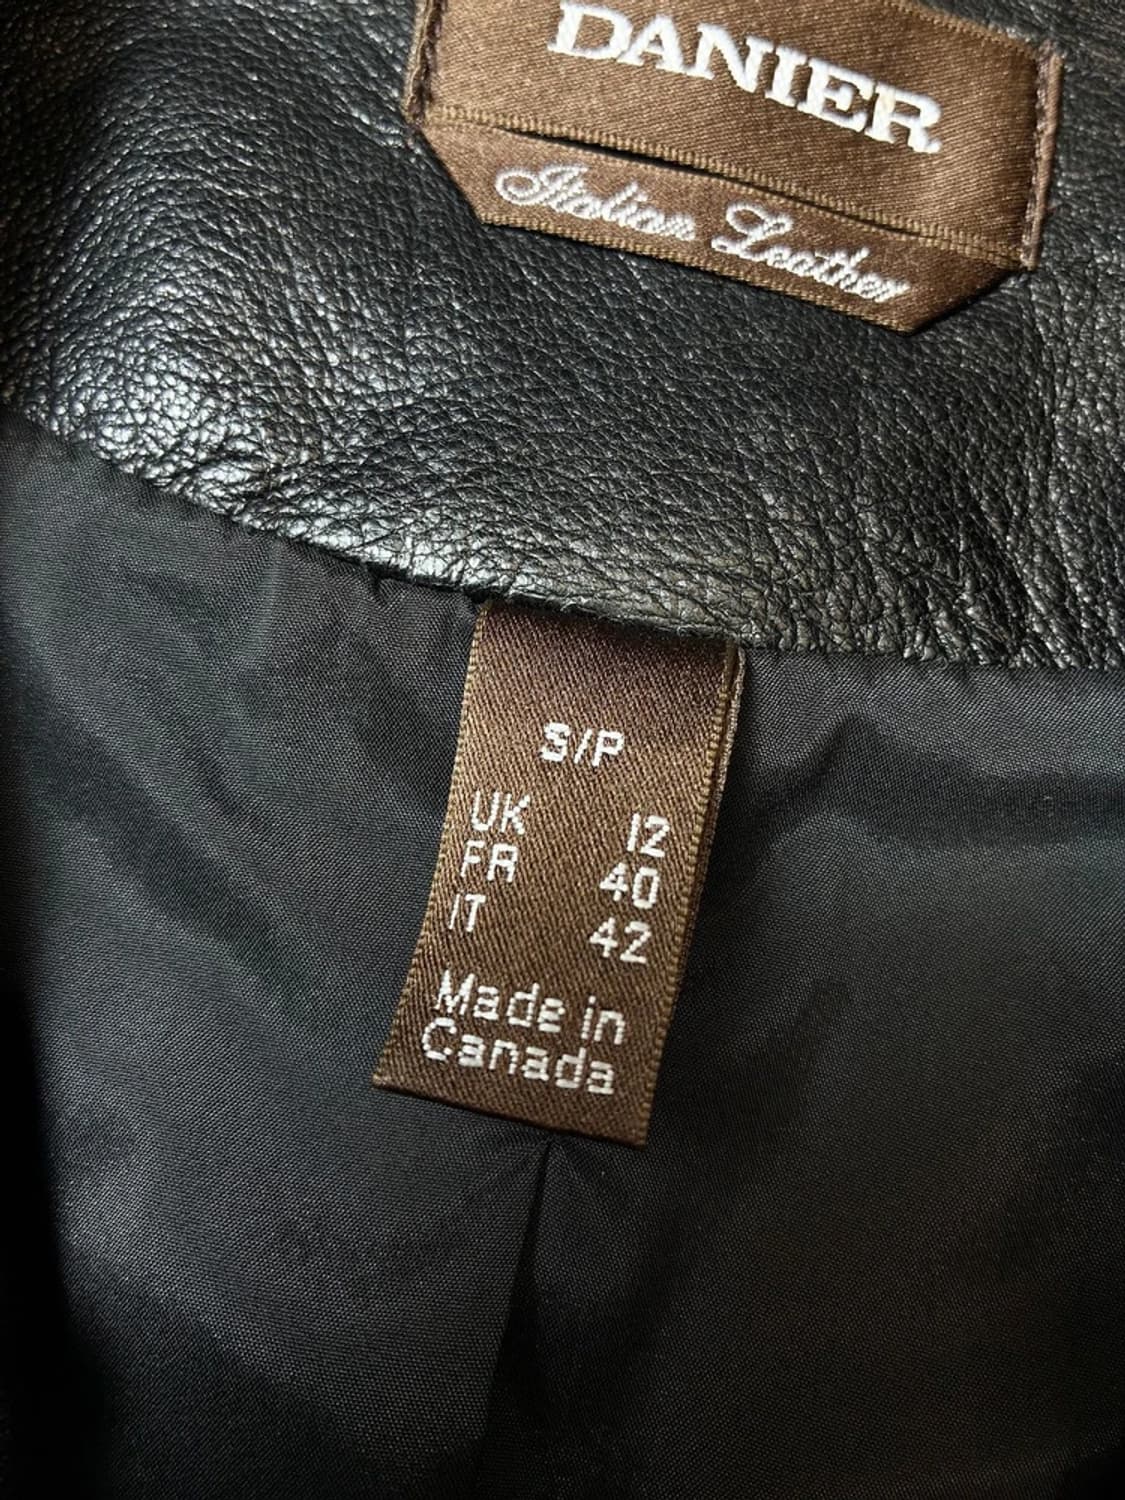 DANIER
Italian Leather
S/P
UK 12
FR 40
IT 42
Made in
Canada